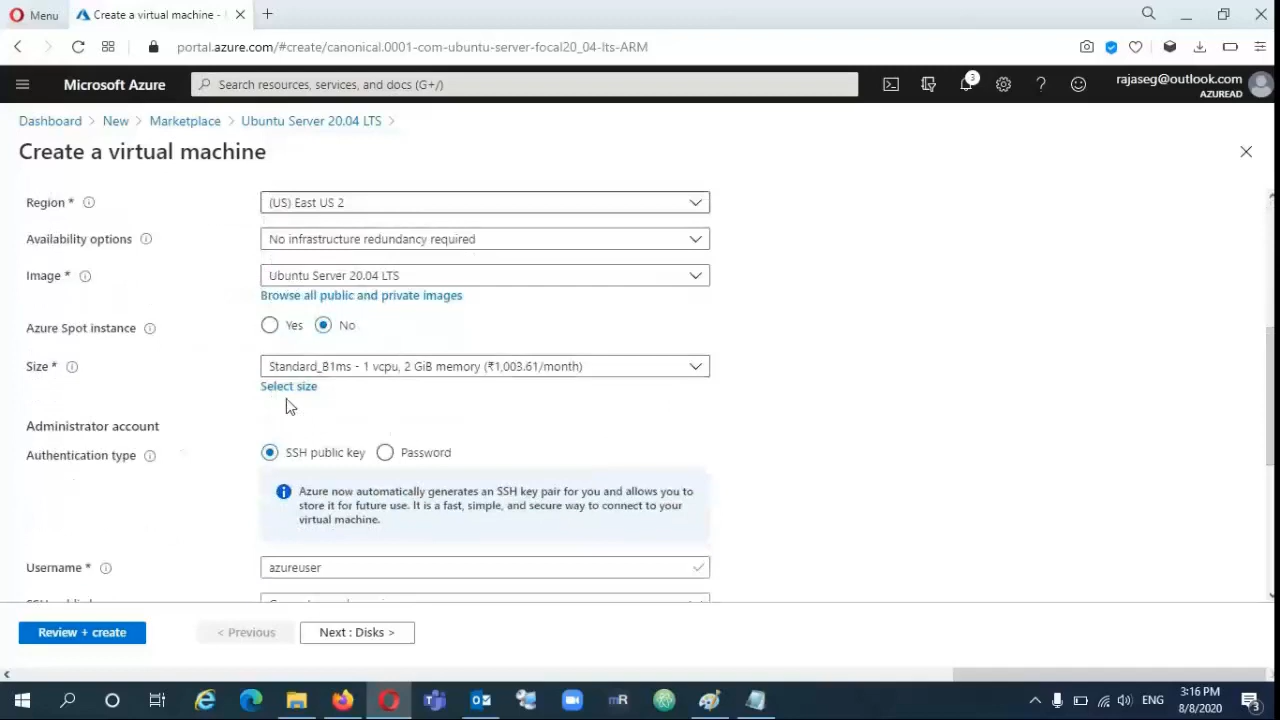 Menu
Create a virtual machine -
portal.azure.com/#create/canonical.0001-com-ubuntu-server-focal20_04-lts-ARM
Microsoft Azure
Search resources, services, and docs (G+/)
3
rajaseg@outlook.com
AZUREAD
Dashboard > New > Marketplace > Ubuntu Server 20.04 LTS >
Create a virtual machine
Region * (US) East US 2
Availability options No infrastructure redundancy required
Image * Ubuntu Server 20.04 LTS
Browse all public and private images
Azure Spot instance Yes No
Size * Standard_B1ms - 1 vcpu, 2 GiB memory (₹1,003.61/month)
Select size
Administrator account
Authentication type SSH public key Password
Azure now automatically generates an SSH key pair for you and allows you to
store it for future use. It is a fast, simple, and secure way to connect to your
virtual machine.
Username * azureuser
Review + create < Previous Next : Disks >
mR
ENG
3:16 PM
8/8/2020
3